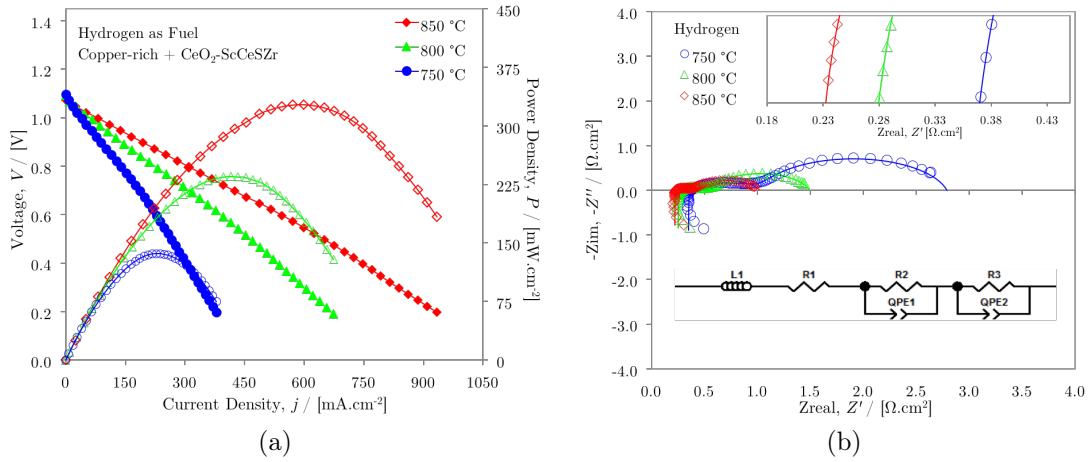 Hydrogen as Fuel
Copper-rich + CeO₂-ScCeSZr
850 °C
800 °C
750 °C
1.4
1.2
1.0
0.8
0.6
0.4
0.2
0.0
Voltage, V / [V]
450
375
300
225
150
75
0
Power Density, P / [mW.cm⁻²]
0
150
300
450
600
750
900
1050
Current Density, j / [mA.cm⁻²]
(a)
4.0
3.0
2.0
1.0
0.0
-1.0
-2.0
-3.0
-4.0
-Zim, -Z'' / [Ω.cm²]
Hydrogen
750 °C
800 °C
850 °C
0.18
0.23
0.28
0.33
0.38
0.43
Zreal, Z' [Ω.cm²]
L1
R1
R2
R3
QPE1
QPE2
0.0
0.5
1.0
1.5
2.0
2.5
3.0
3.5
4.0
Zreal, Z' / [Ω.cm²]
(b)